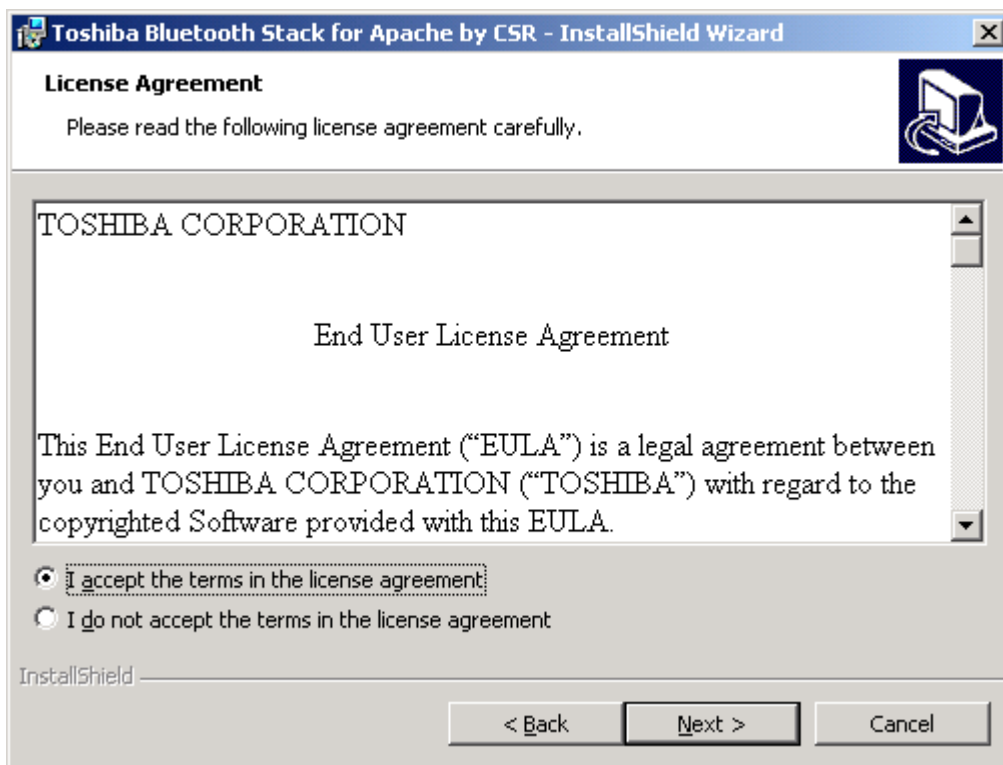 Toshiba Bluetooth Stack for Apache by CSR - InstallShield Wizard
License Agreement
Please read the following license agreement carefully.
TOSHIBA CORPORATION
End User License Agreement
This End User License Agreement (“EULA”) is a legal agreement between
you and TOSHIBA CORPORATION (“TOSHIBA”) with regard to the
copyrighted Software provided with this EULA.
I accept the terms in the license agreement
I do not accept the terms in the license agreement
InstallShield
< Back
Next >
Cancel